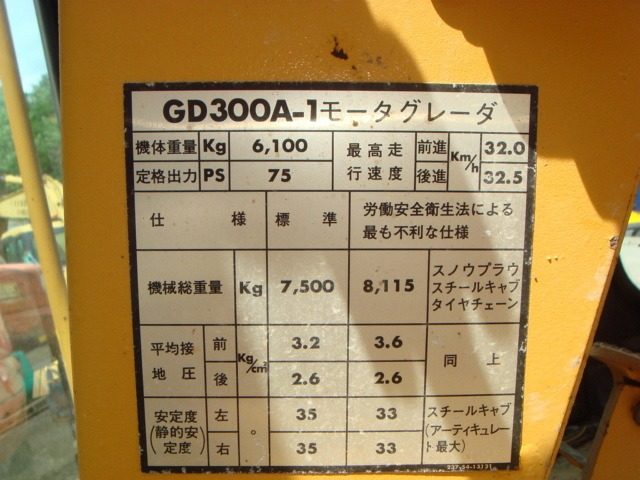 GD300A-1モータグレーダ
機体重量 Kg 6,100 最高走行速度 前進 Km/h 32.0
定格出力 PS 75 後進 32.5
仕様 標準 労働安全衛生法による
最も不利な仕様
機械総重量 Kg 7,500 8,115 スノウプラウ
スチールキャブ
タイヤチェーン
平均接地圧 前 Kg/cm² 3.2 3.6 同上
後 2.6 2.6
安定度(静的安定度) 左 ° 35 33 スチールキャブ
(アーティキュレート最大)
右 35 33
237-54-13131